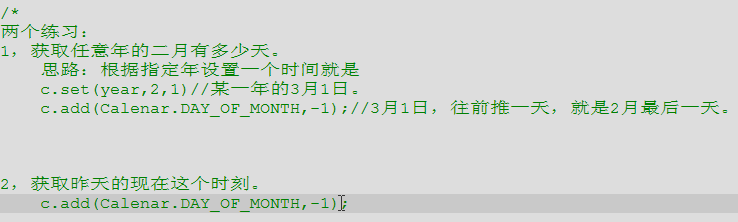 /*
两个练习：
1，获取任意年的二月有多少天。
思路：根据指定年设置一个时间就是
c.set(year,2,1)//某一年的3月1日。
c.add(Calenar.DAY_OF_MONTH,-1);//3月1日，往前推一天，就是2月最后一天。
2，获取昨天的现在这个时刻。
c.add(Calenar.DAY_OF_MONTH,-1);